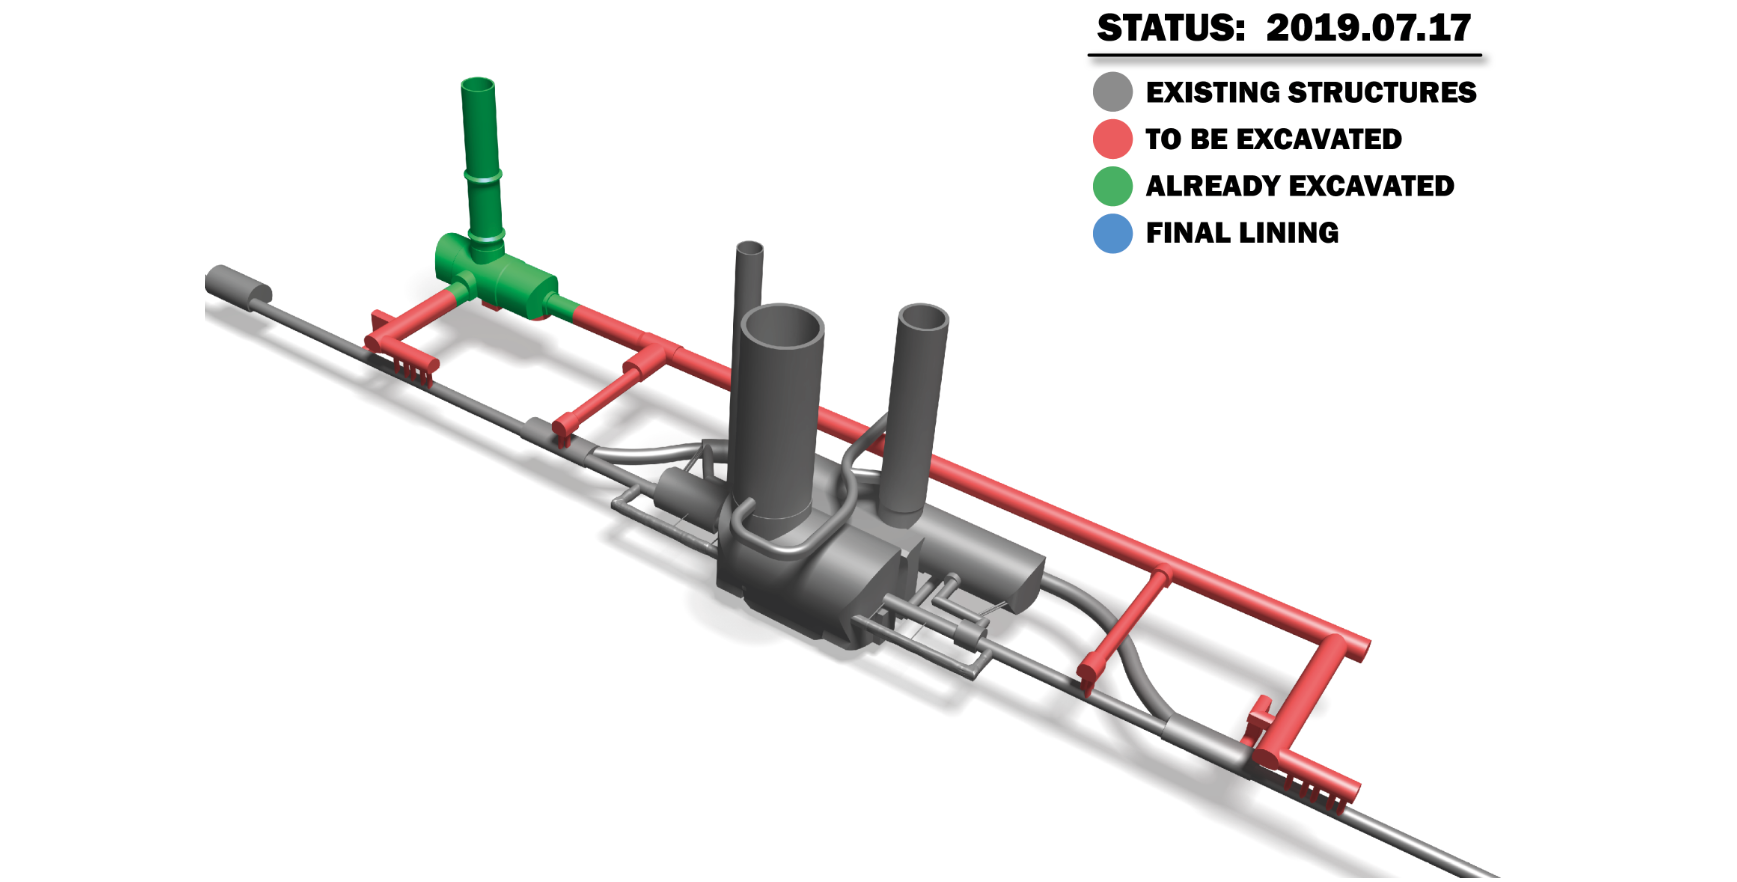 STATUS: 2019.07.17
EXISTING STRUCTURES
TO BE EXCAVATED
ALREADY EXCAVATED
FINAL LINING